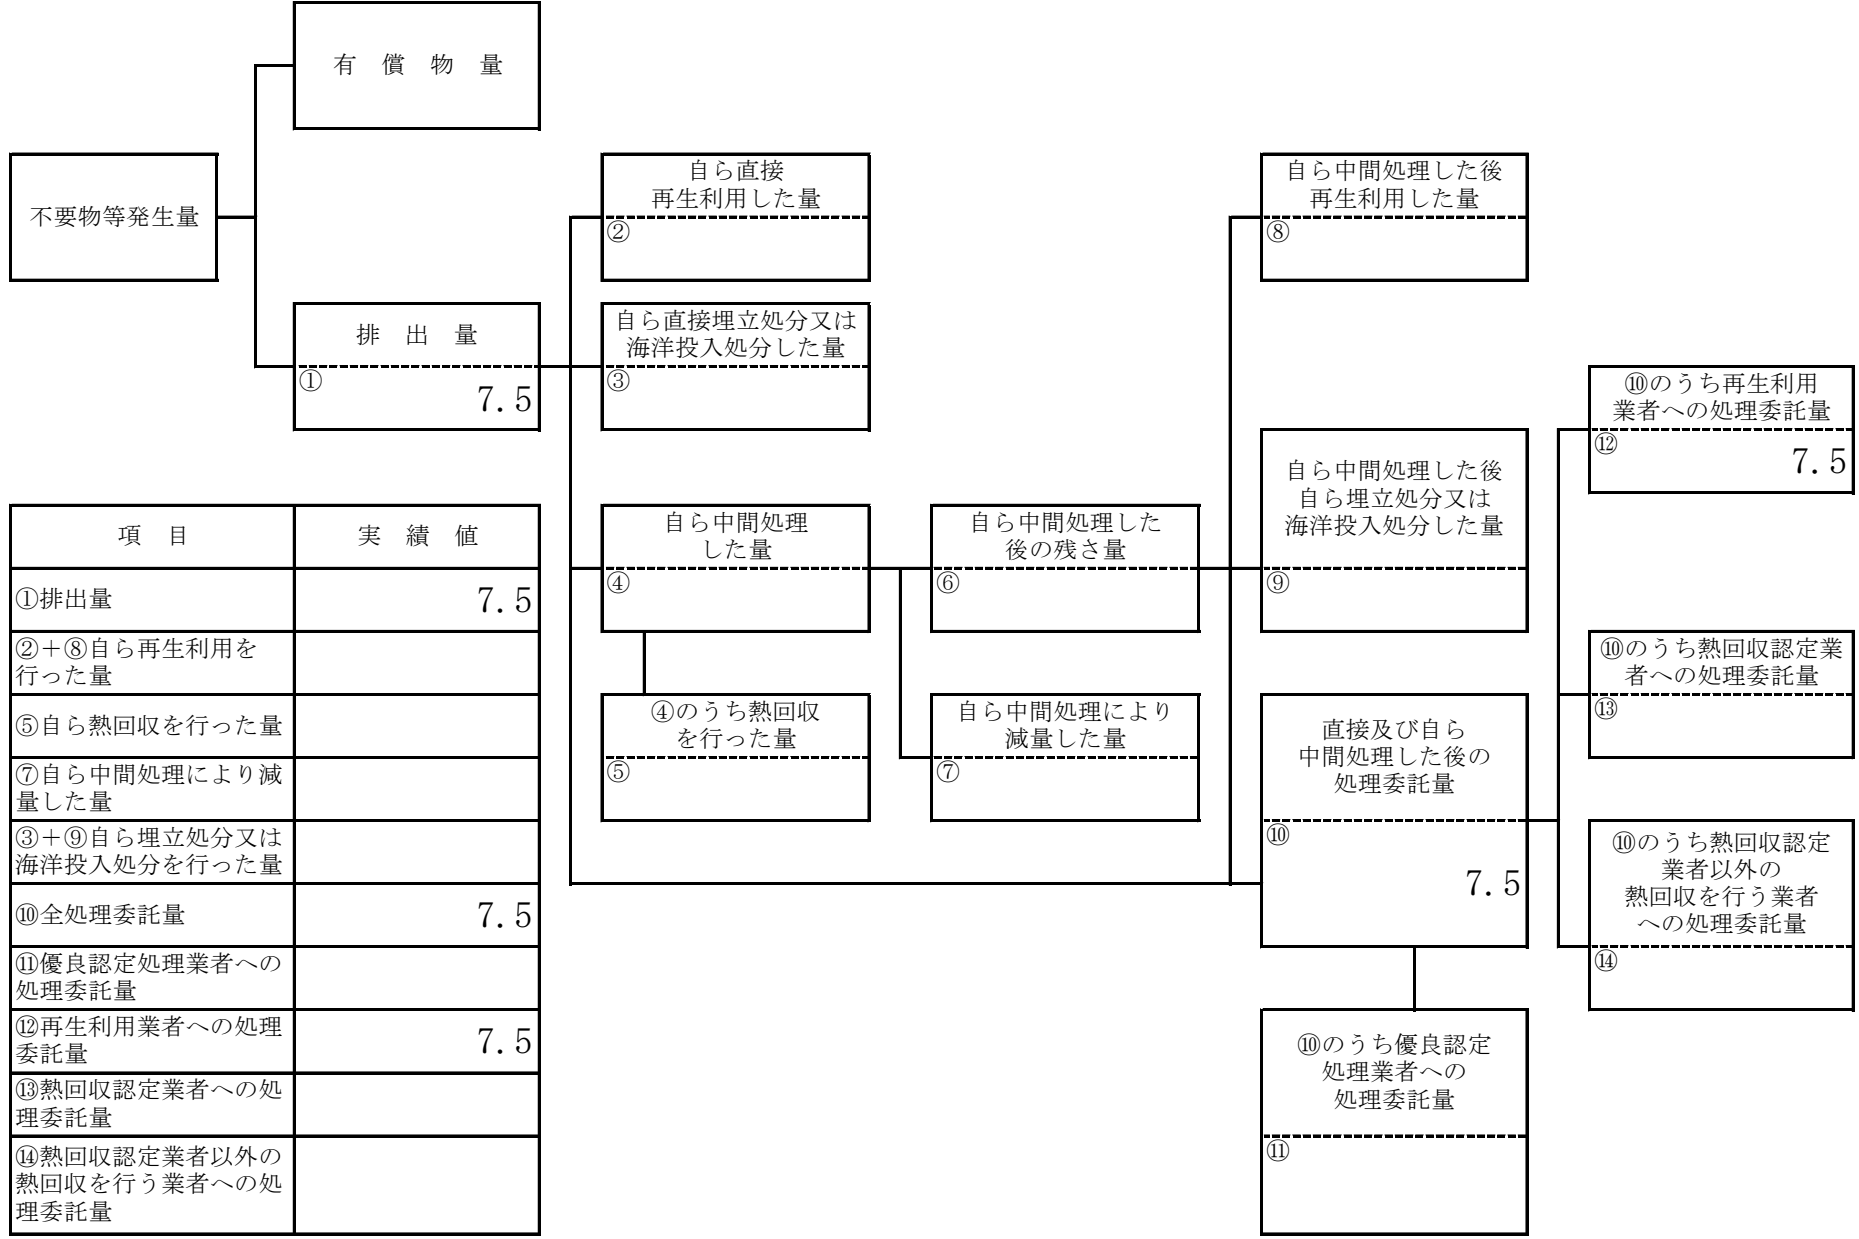 有償物量
不要物等発生量
排出量
①
7.5
自ら直接
再生利用した量
②
自ら直接埋立処分又は
海洋投入処分した量
③
自ら中間処理
した量
④
④のうち熱回収
を行った量
⑤
自ら中間処理した
後の残さ量
⑥
自ら中間処理により
減量した量
⑦
自ら中間処理した後
再生利用した量
⑧
自ら中間処理した後
自ら埋立処分又は
海洋投入処分した量
⑨
直接及び自ら
中間処理した後の
処理委託量
⑩
7.5
⑩のうち優良認定
処理業者への
処理委託量
⑪
⑩のうち再生利用
業者への処理委託量
⑫
7.5
⑩のうち熱回収認定業
者への処理委託量
⑬
⑩のうち熱回収認定
業者以外の
熱回収を行う業者
への処理委託量
⑭
項目 実績値
①排出量 7.5
②＋⑧自ら再生利用を
行った量
⑤自ら熱回収を行った量
⑦自ら中間処理により減
量した量
③＋⑨自ら埋立処分又は
海洋投入処分を行った量
⑩全処理委託量 7.5
⑪優良認定処理業者への
処理委託量
⑫再生利用業者への処理
委託量 7.5
⑬熱回収認定業者への処
理委託量
⑭熱回収認定業者以外の
熱回収を行う業者への処
理委託量